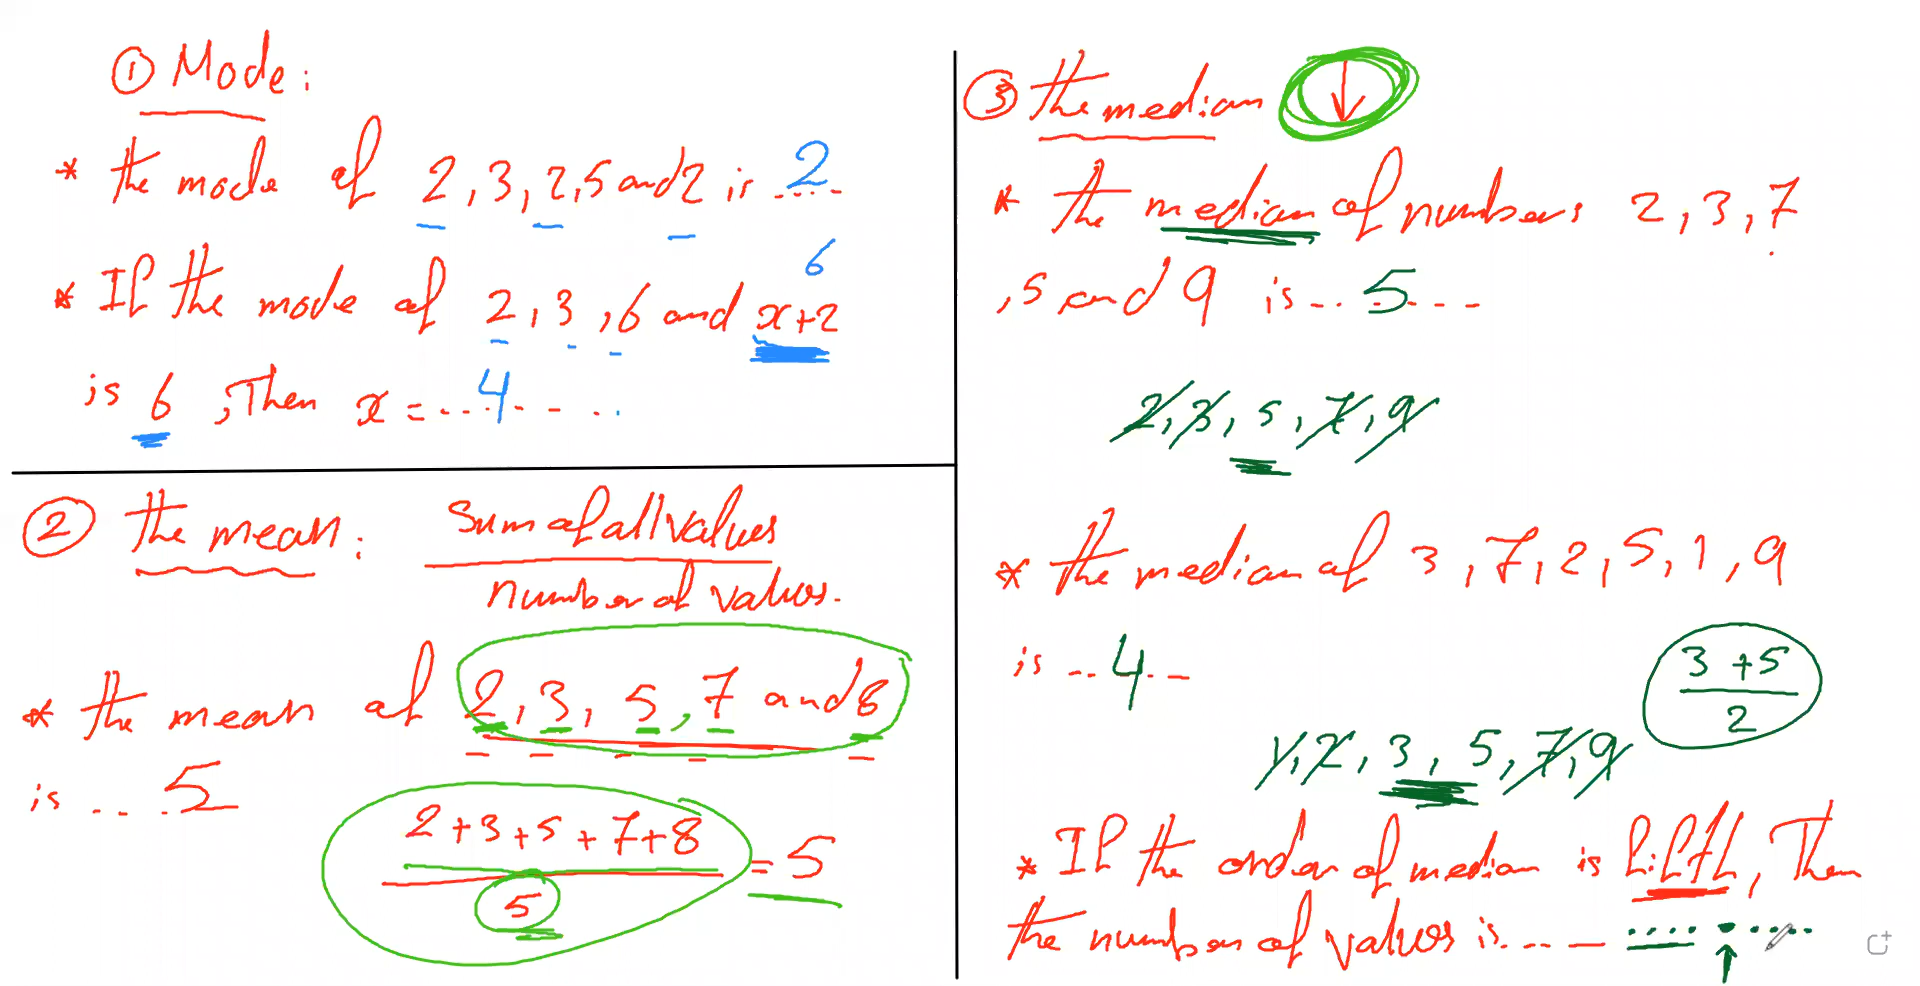 ① Mode:
* the mode of 2, 3, 2, 5 and 2 is ..2...
6
* If the mode of 2, 3, 6 and x+2
is 6, Then x = ...4.....
② the mean: Sum of all values
number of values.
* the mean of 2, 3, 5, 7 and 8
is ... 5
2+3+5+7+8
5
= 5
③ the median ↓
* the median of numbers 2, 3, 7
, 5 and 9 is .. 5 ...
2, 3, 5, 7, 9
* the median of 3, 7, 2, 5, 1, 9
is .. 4 ..
3+5
2
1, 2, 3, 5, 7, 9
* If the order of median is fifth, Then
the number of values is ....